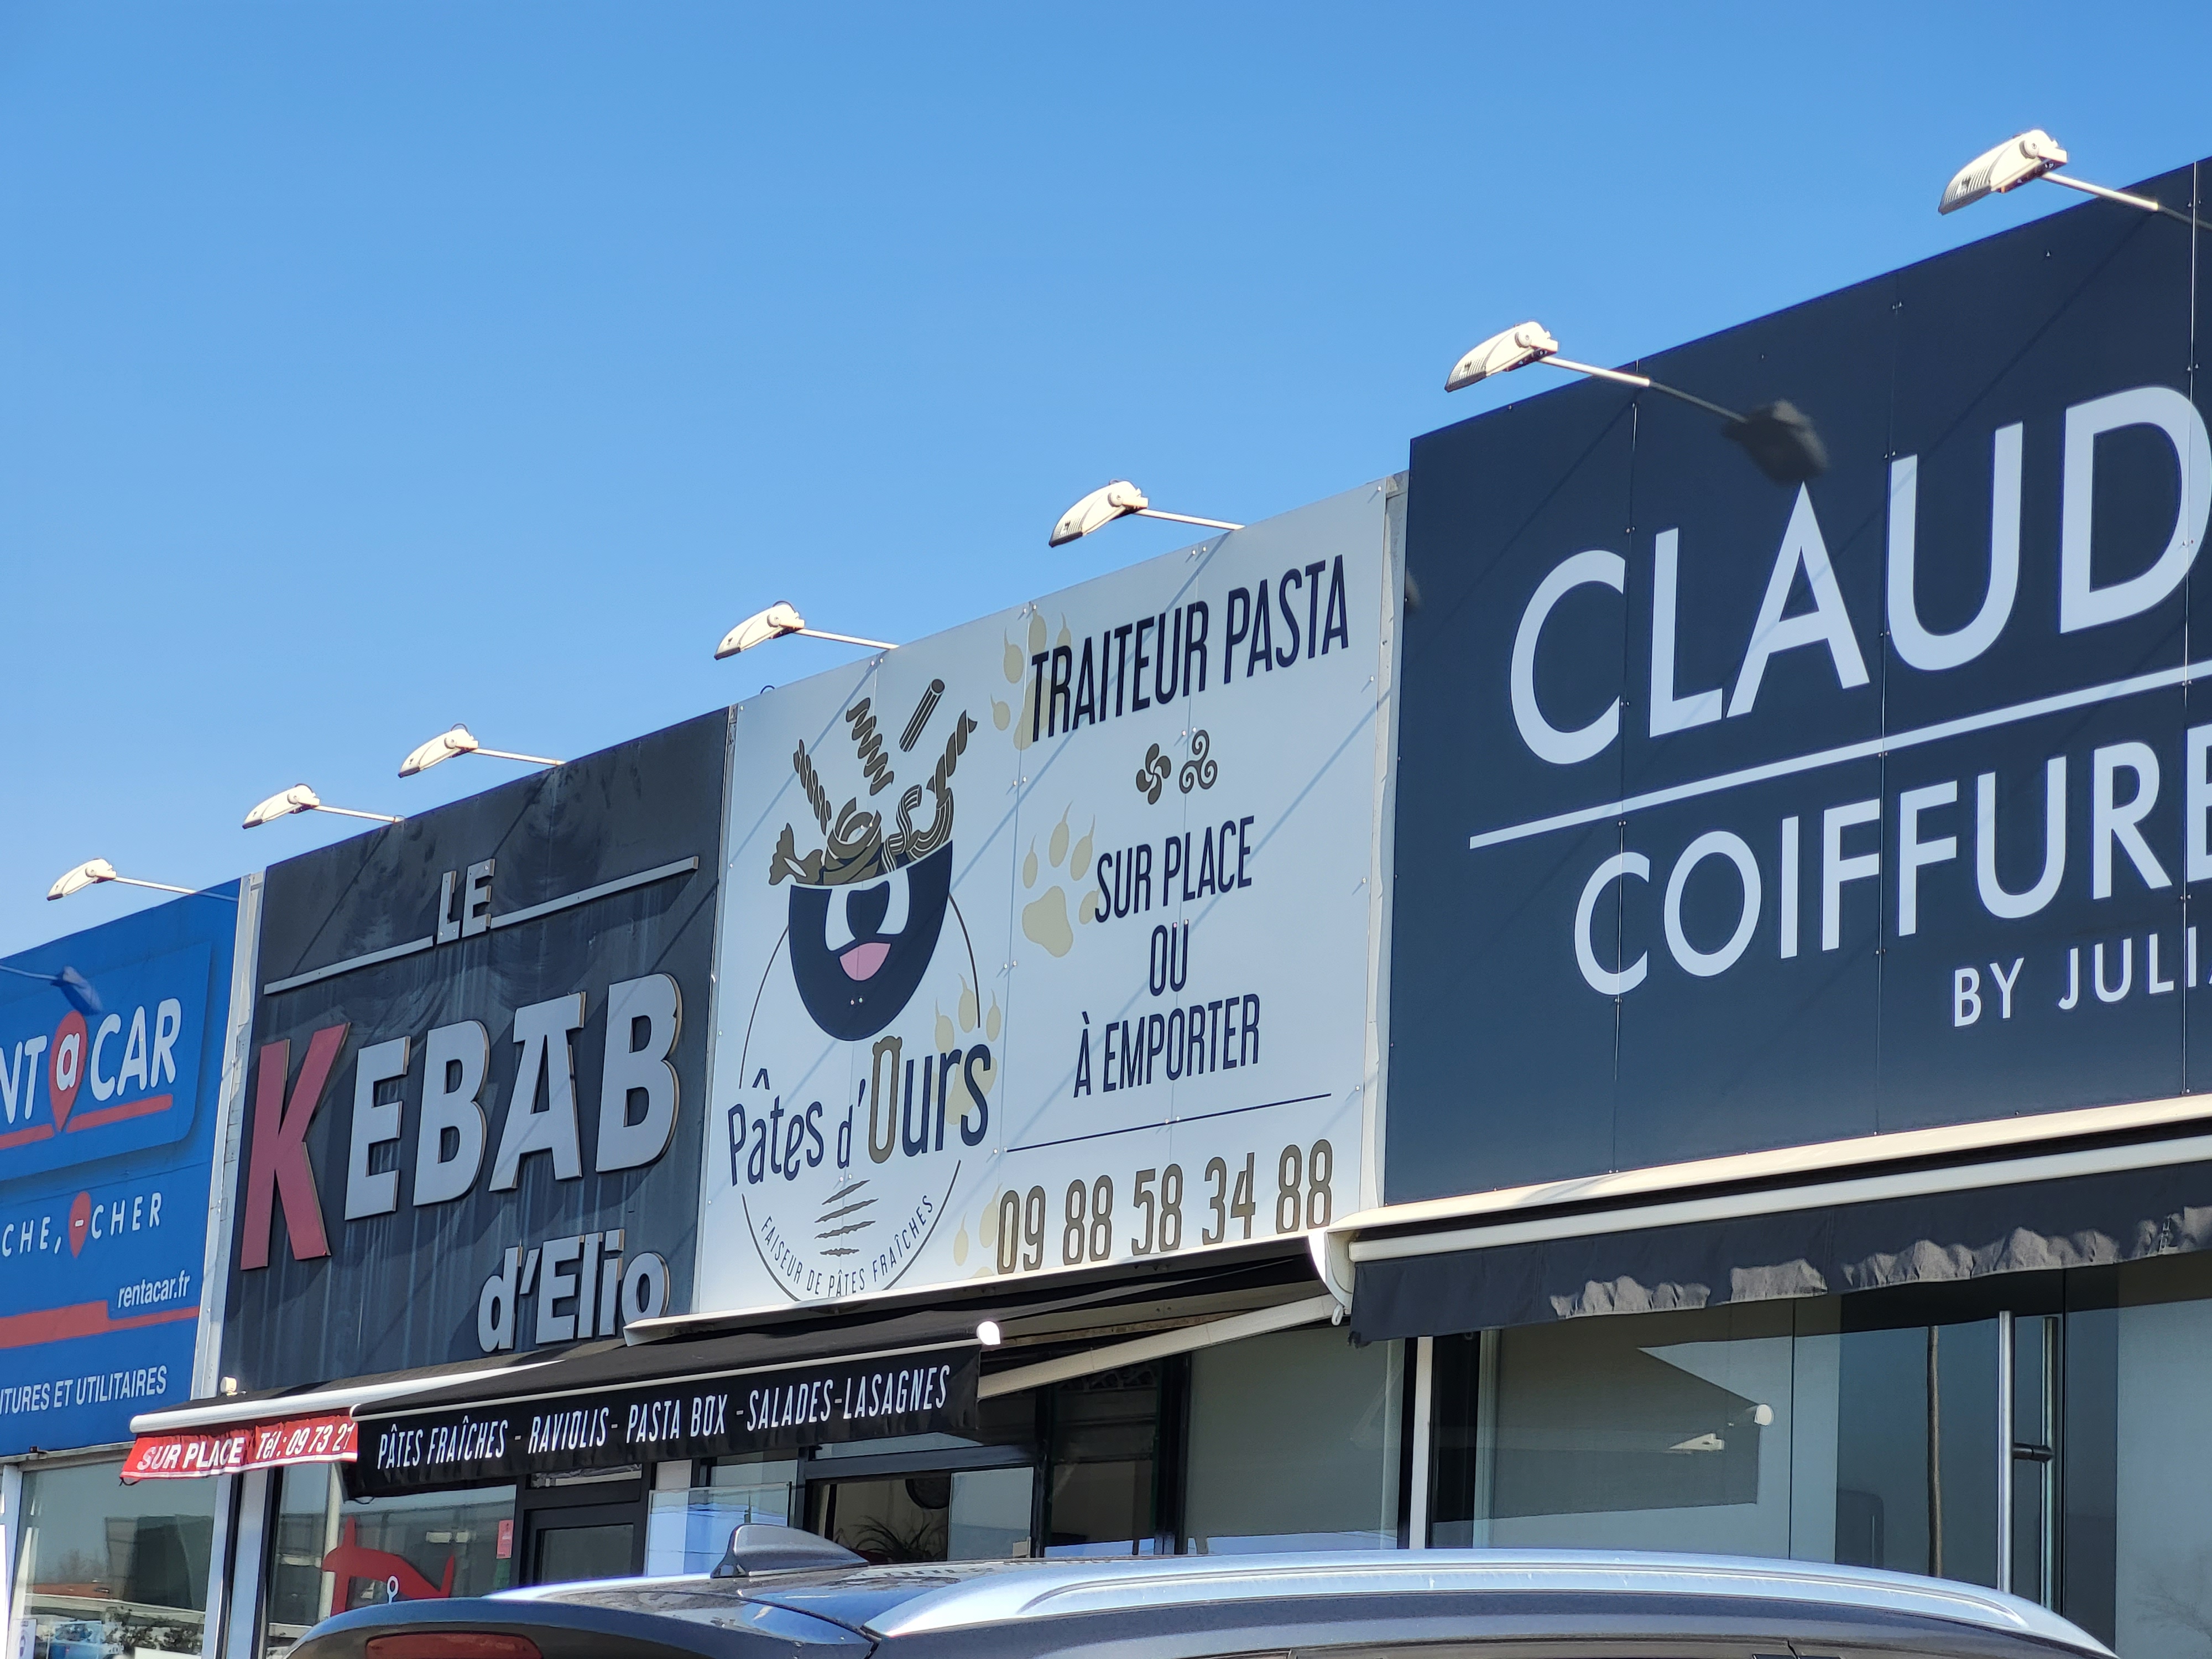 NT a CAR
CHE, - CHER
rentacar.fr
TURES ET UTILITAIRES
LE
KEBAB
d'Elio
SUR PLACE Tél : 09 73 21
Pâtes d'Ours
FAISEUR DE PÂTES FRAÎCHES
TRAITEUR PASTA
SUR PLACE
OU
À EMPORTER
09 88 58 34 88
PÂTES FRAÎCHES - RAVIOLIS - PASTA BOX - SALADES - LASAGNES
CLAUD
COIFFURE
BY JULI